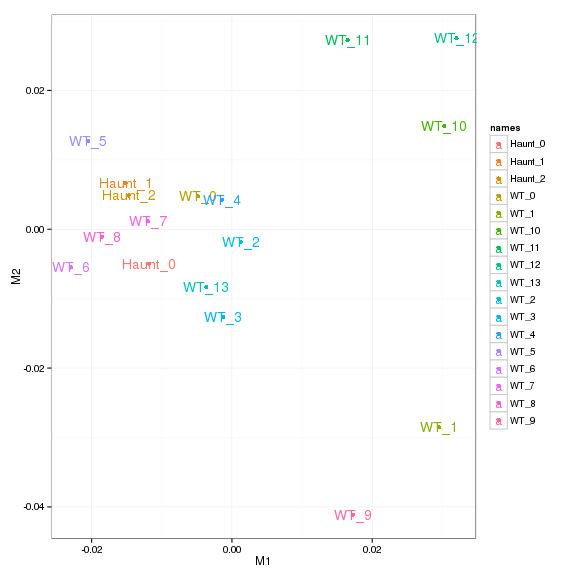 WT_11
WT_12
0.02
WT_10
names
WT_5
a Haunt_0
a Haunt_1
Haunt_1
a Haunt_2
Haunt_2
WT_0
WT_4
a WT_0
a WT_1
WT_7
0.00
a WT_10
WT_8
WT_2
a WT_11
Haunt_0
a WT_12
WT_6
M2
WT_13
a WT_13
a WT_2
WT_3
a WT_3
a WT_4
a WT_5
-0.02
a WT_6
a WT_7
a WT_8
a WT_9
WT_1
-0.04
WT_9
-0.02 0.00 0.02
M1